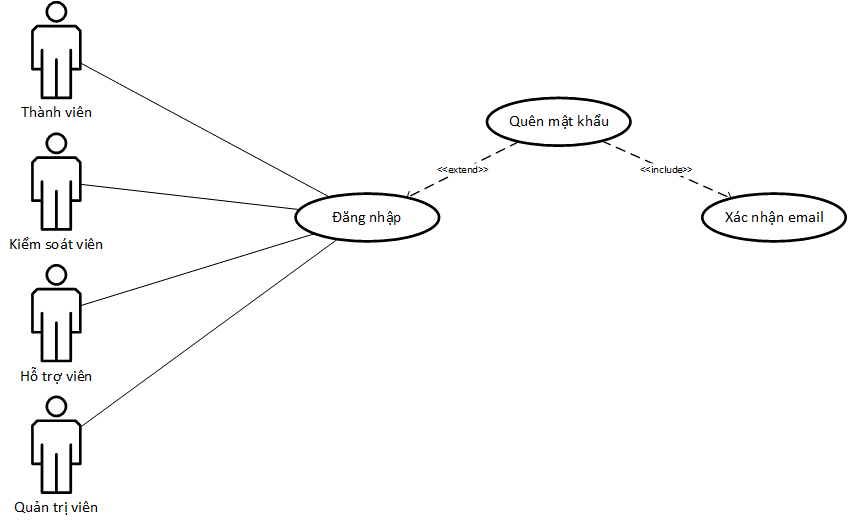 Thành viên
Quên mật khẩu
<<extend>>
<<include>>
Đăng nhập
Xác nhận email
Kiểm soát viên
Hỗ trợ viên
Quản trị viên